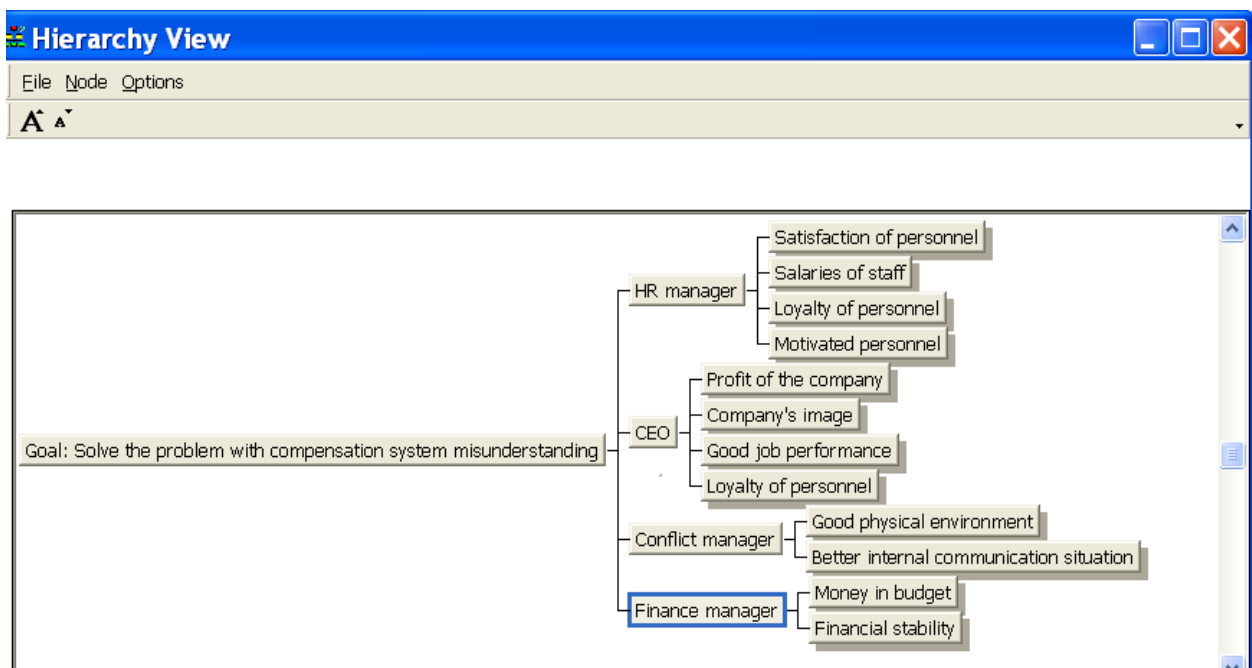 Hierarchy View
File Node Options
A A
Satisfaction of personnel
Salaries of staff
HR manager
Loyalty of personnel
Motivated personnel
Profit of the company
Company's image
CEO
Good job performance
Goal: Solve the problem with compensation system misunderstanding
Loyalty of personnel
Good physical environment
Conflict manager
Better internal communication situation
Money in budget
Finance manager
Financial stability